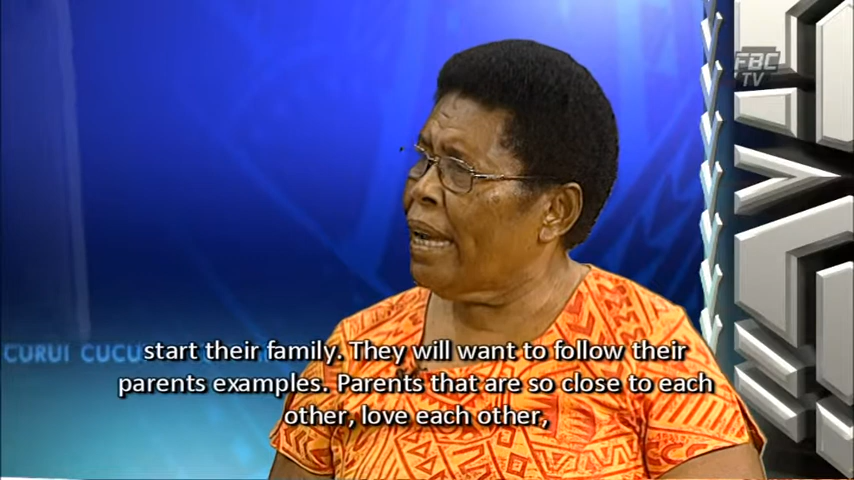 FBC
TV
CURUI CUCU
start their family. They will want to follow their
parents examples. Parents that are so close to each
other, love each other,